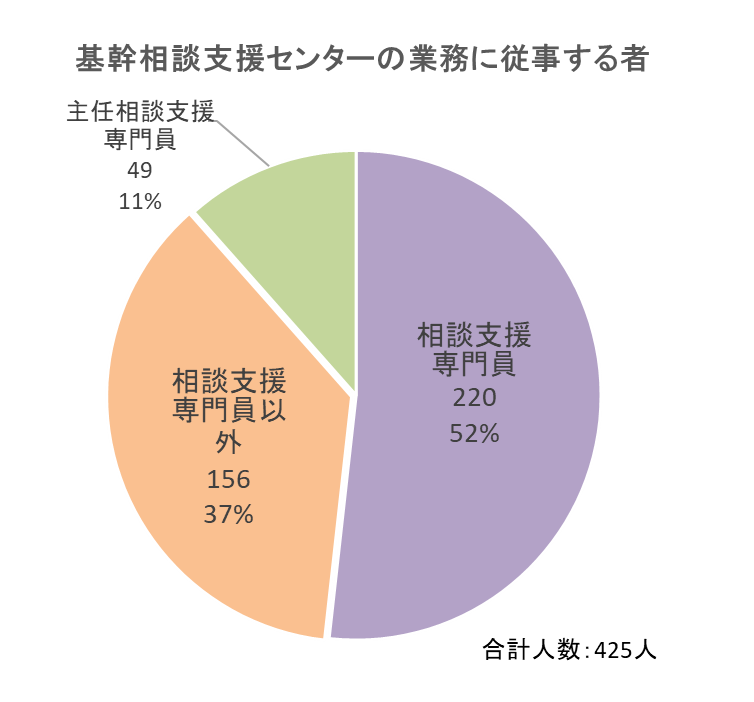 基幹相談支援センターの業務に従事する者
主任相談支援
専門員
49
11%
相談支援
専門員
220
52%
相談支援
専門員以
外
156
37%
合計人数：425人